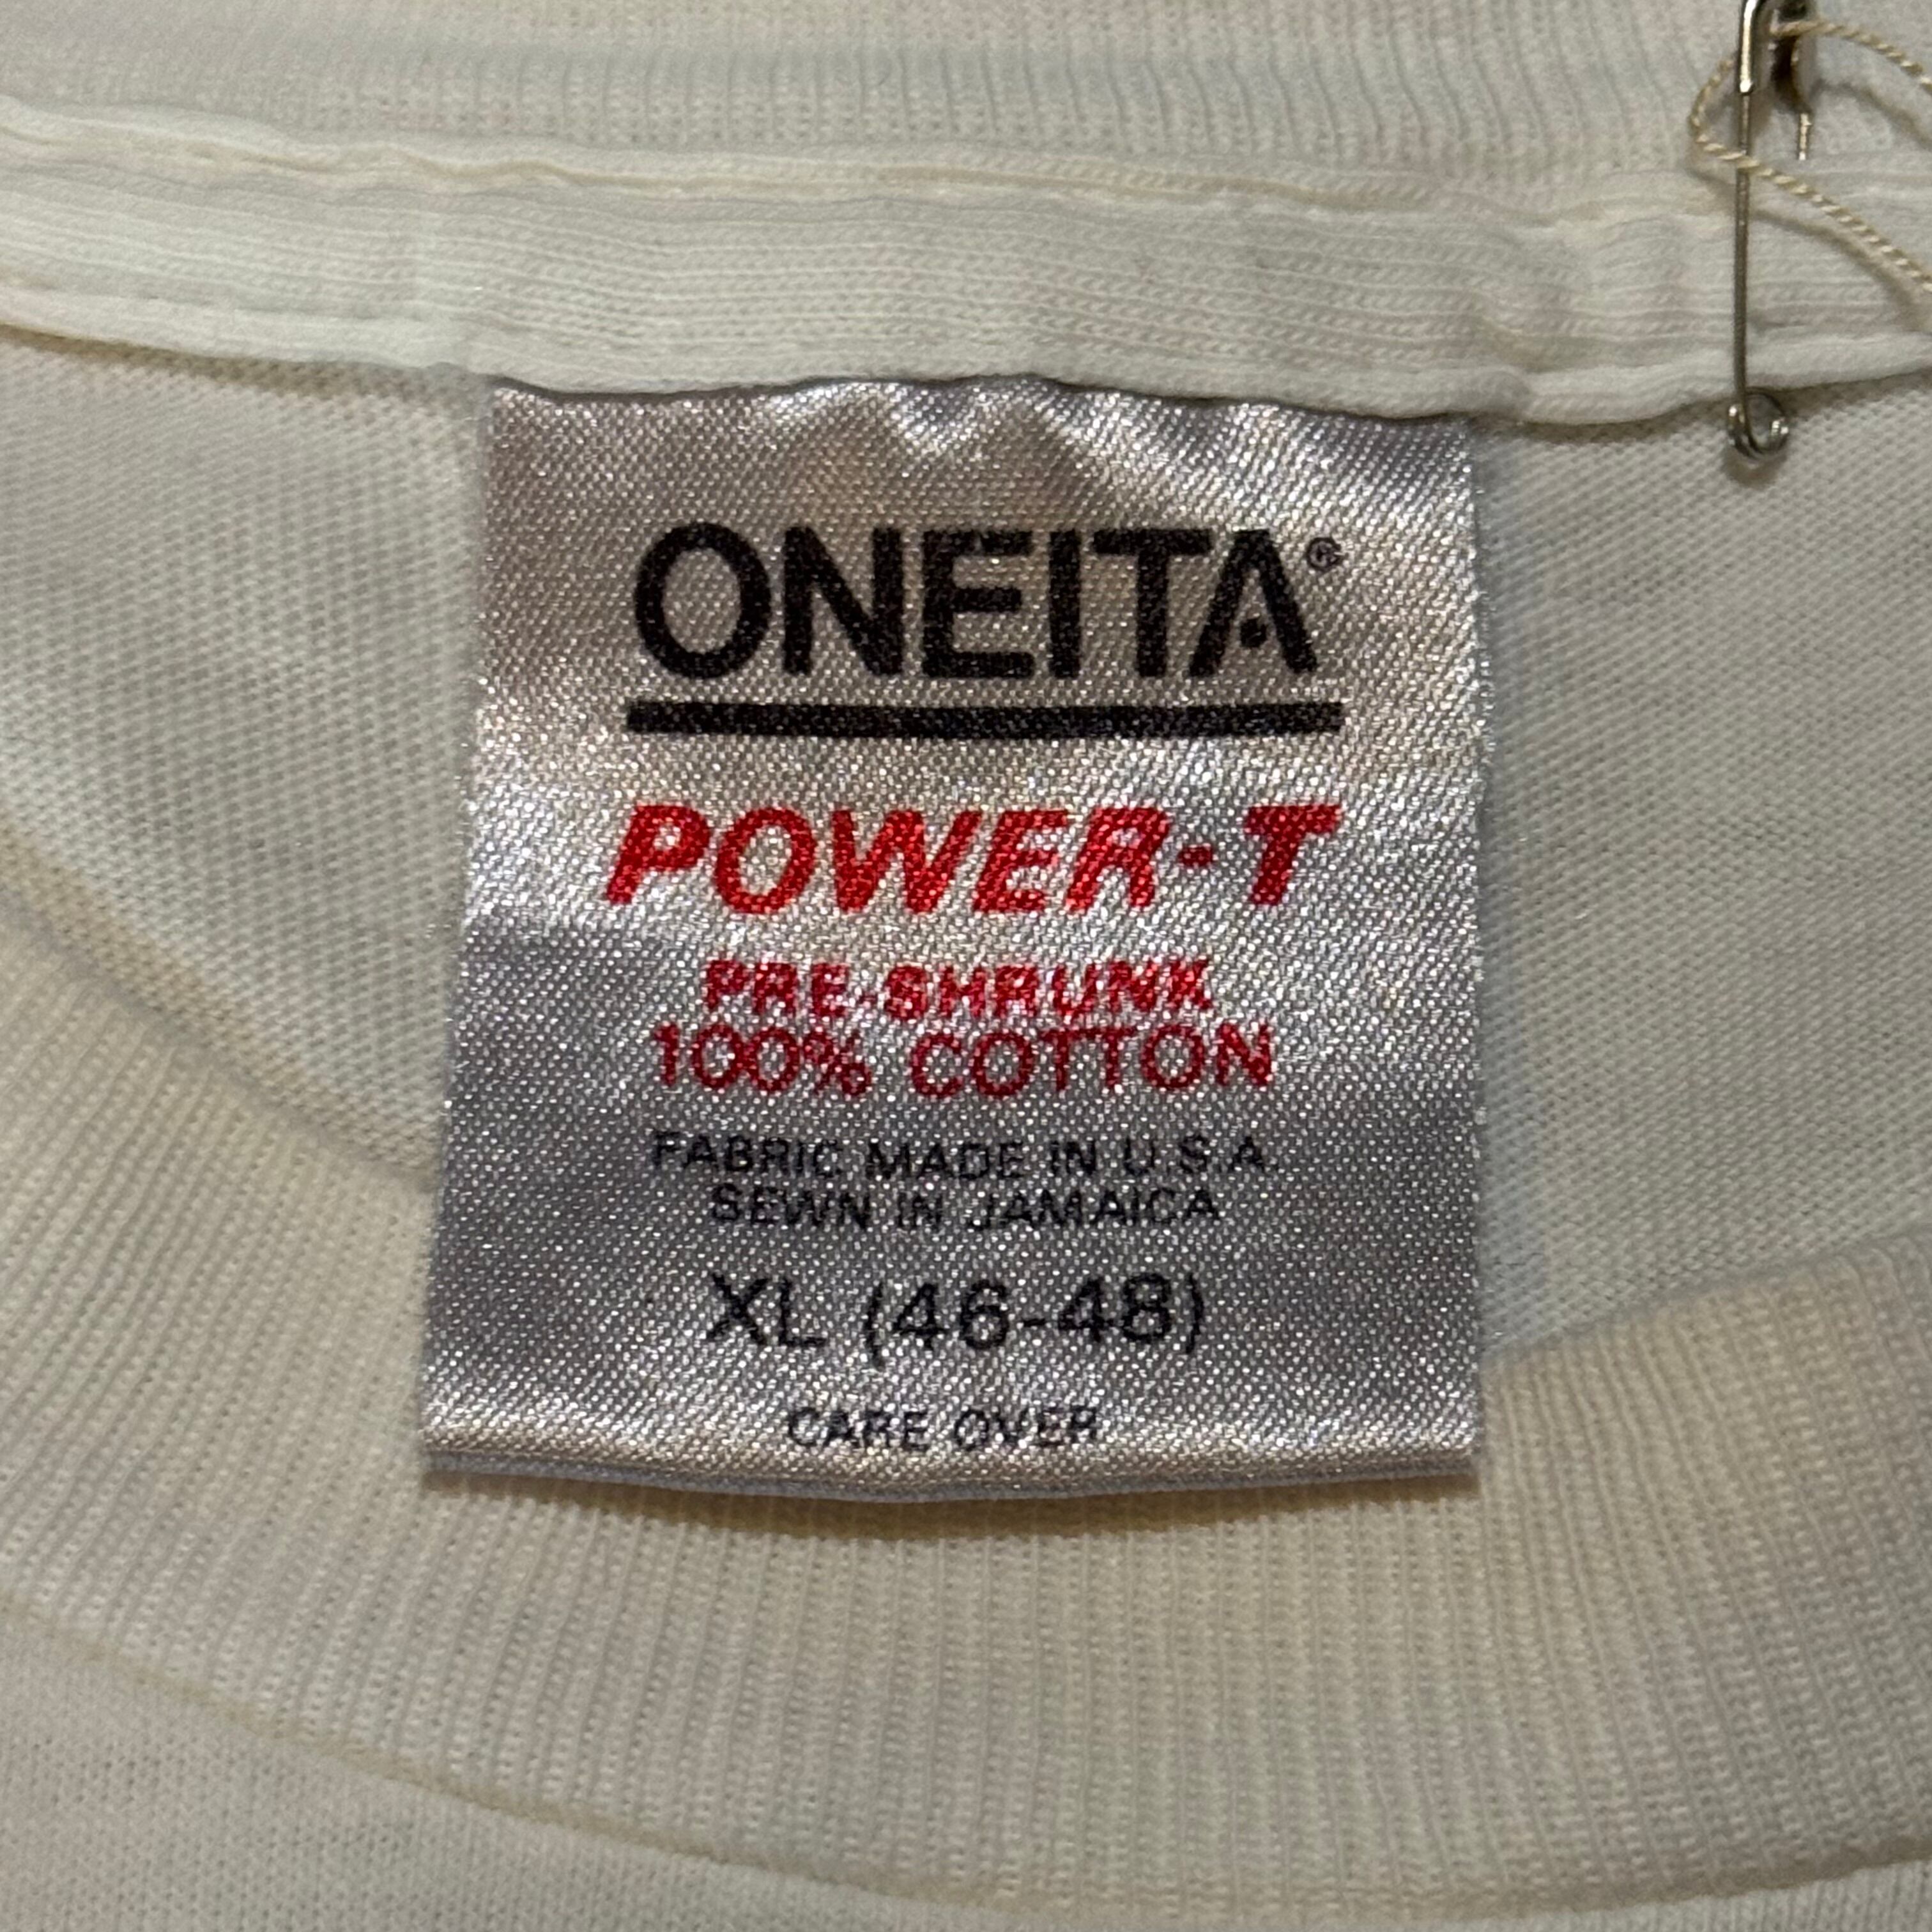 ONEITA®
POWER-T
PRE-SHRUNK
100% COTTON
FABRIC MADE IN U.S.A.
SEWN IN JAMAICA
XL (46-48)
CARE OVER